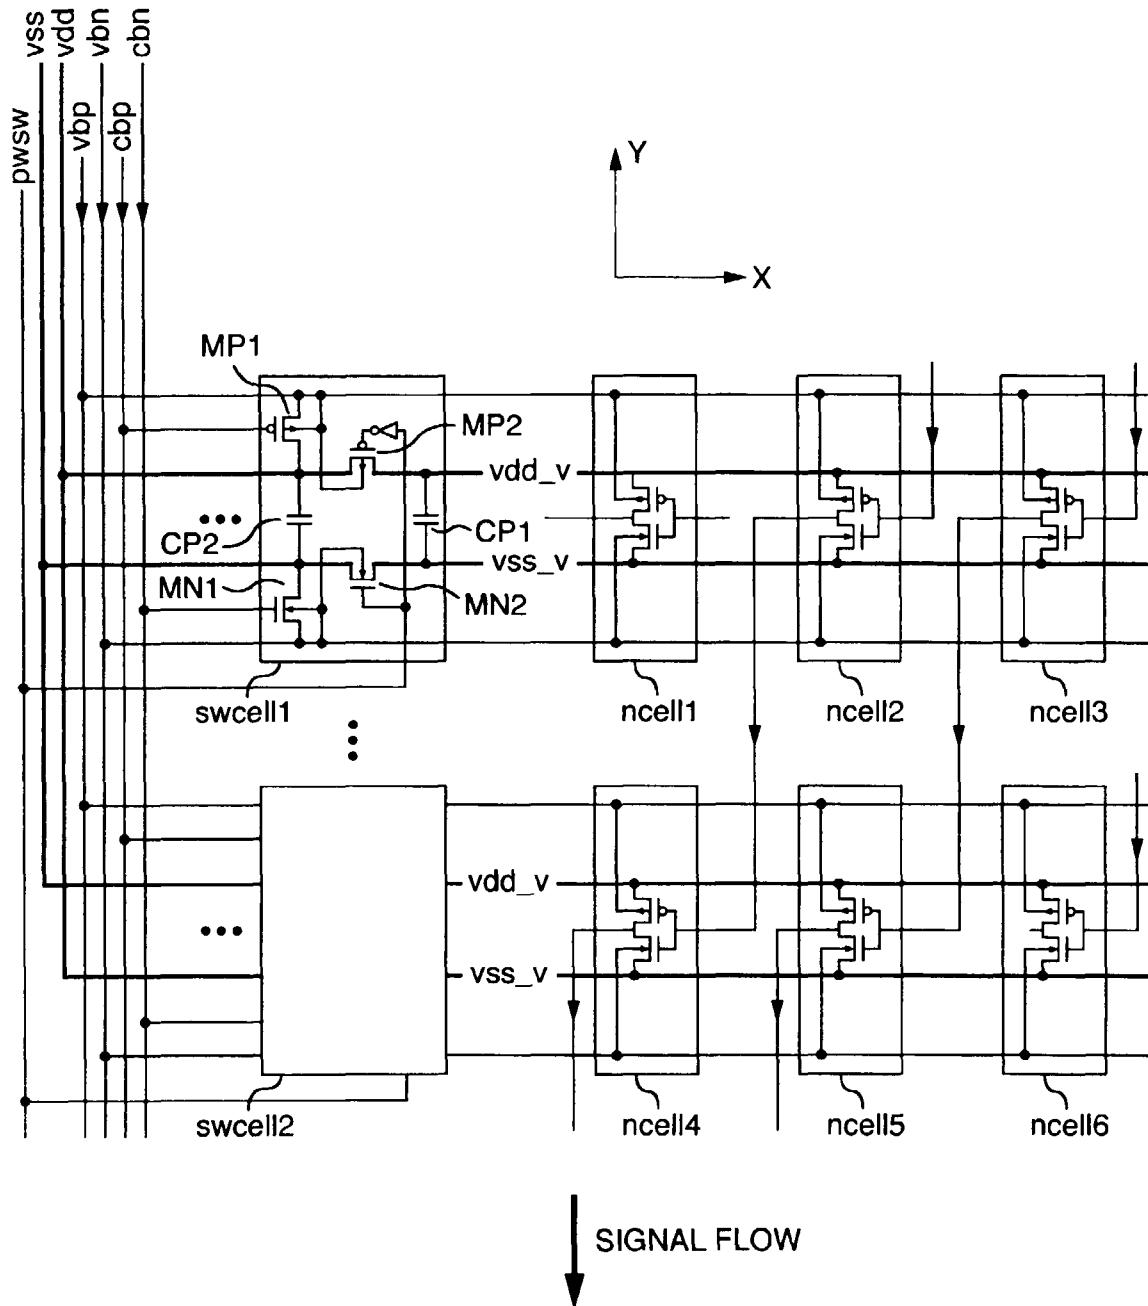 vss
vdd
vbn
cbn
pwsw
vbp
cbp
Y
X
MP1
MP2
vdd_v
CP2
CP1
vss_v
MN1
MN2
swcell1
ncell1
ncell2
ncell3
vdd_v
vss_v
swcell2
ncell4
ncell5
ncell6
SIGNAL FLOW